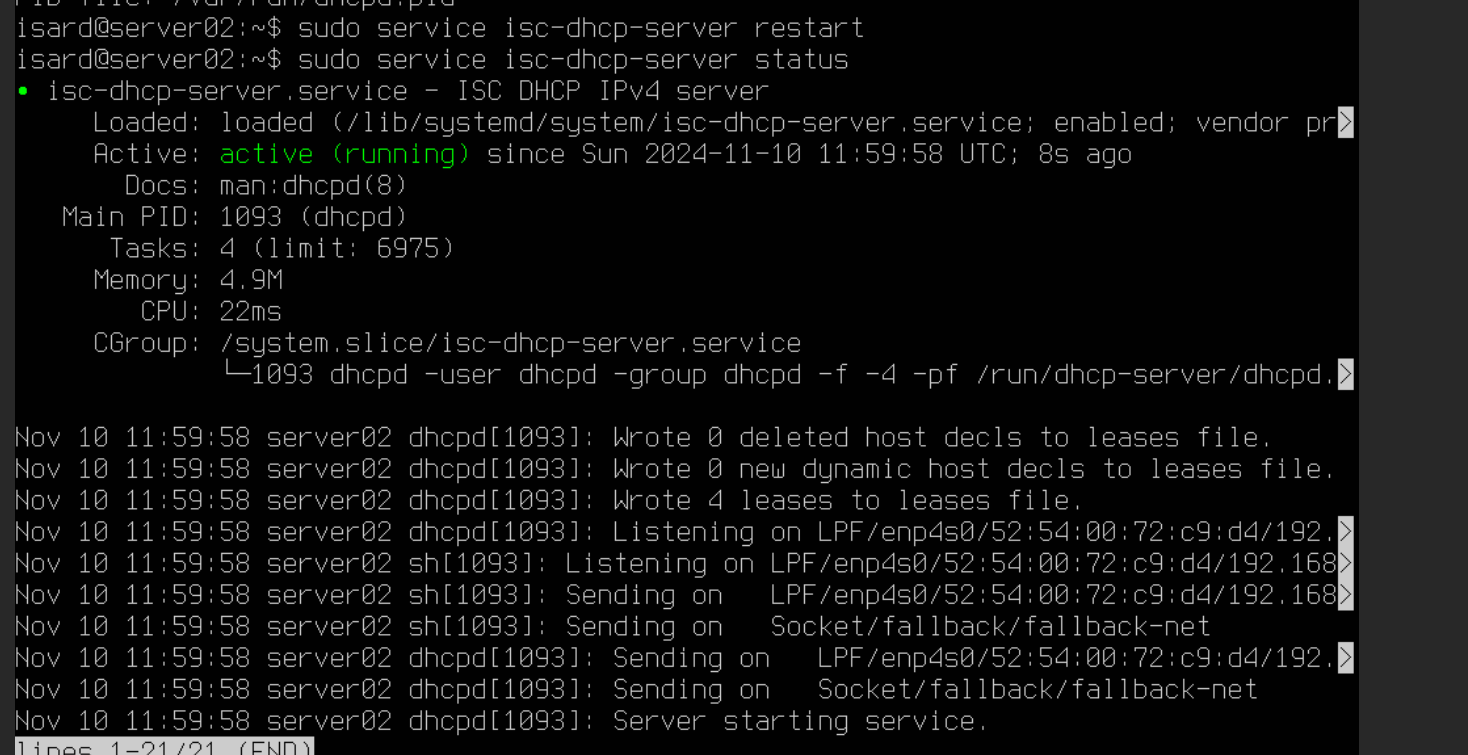 PID file: /var/run/dhcpd.pid
isard@server02:~$ sudo service isc-dhcp-server restart
isard@server02:~$ sudo service isc-dhcp-server status
• isc-dhcp-server.service - ISC DHCP IPv4 server
     Loaded: loaded (/lib/systemd/system/isc-dhcp-server.service; enabled; vendor pr>
     Active: active (running) since Sun 2024-11-10 11:59:58 UTC; 8s ago
       Docs: man:dhcpd(8)
   Main PID: 1093 (dhcpd)
      Tasks: 4 (limit: 6975)
     Memory: 4.9M
        CPU: 22ms
     CGroup: /system.slice/isc-dhcp-server.service
             └─1093 dhcpd -user dhcpd -group dhcpd -f -4 -pf /run/dhcp-server/dhcpd.>
Nov 10 11:59:58 server02 dhcpd[1093]: Wrote 0 deleted host decls to leases file.
Nov 10 11:59:58 server02 dhcpd[1093]: Wrote 0 new dynamic host decls to leases file.
Nov 10 11:59:58 server02 dhcpd[1093]: Wrote 4 leases to leases file.
Nov 10 11:59:58 server02 dhcpd[1093]: Listening on LPF/enp4s0/52:54:00:72:c9:d4/192.>
Nov 10 11:59:58 server02 sh[1093]: Listening on LPF/enp4s0/52:54:00:72:c9:d4/192.168>
Nov 10 11:59:58 server02 sh[1093]: Sending on   LPF/enp4s0/52:54:00:72:c9:d4/192.168>
Nov 10 11:59:58 server02 sh[1093]: Sending on   Socket/fallback/fallback-net
Nov 10 11:59:58 server02 dhcpd[1093]: Sending on   LPF/enp4s0/52:54:00:72:c9:d4/192.>
Nov 10 11:59:58 server02 dhcpd[1093]: Sending on   Socket/fallback/fallback-net
Nov 10 11:59:58 server02 dhcpd[1093]: Server starting service.
lines 1-21/21 (END)